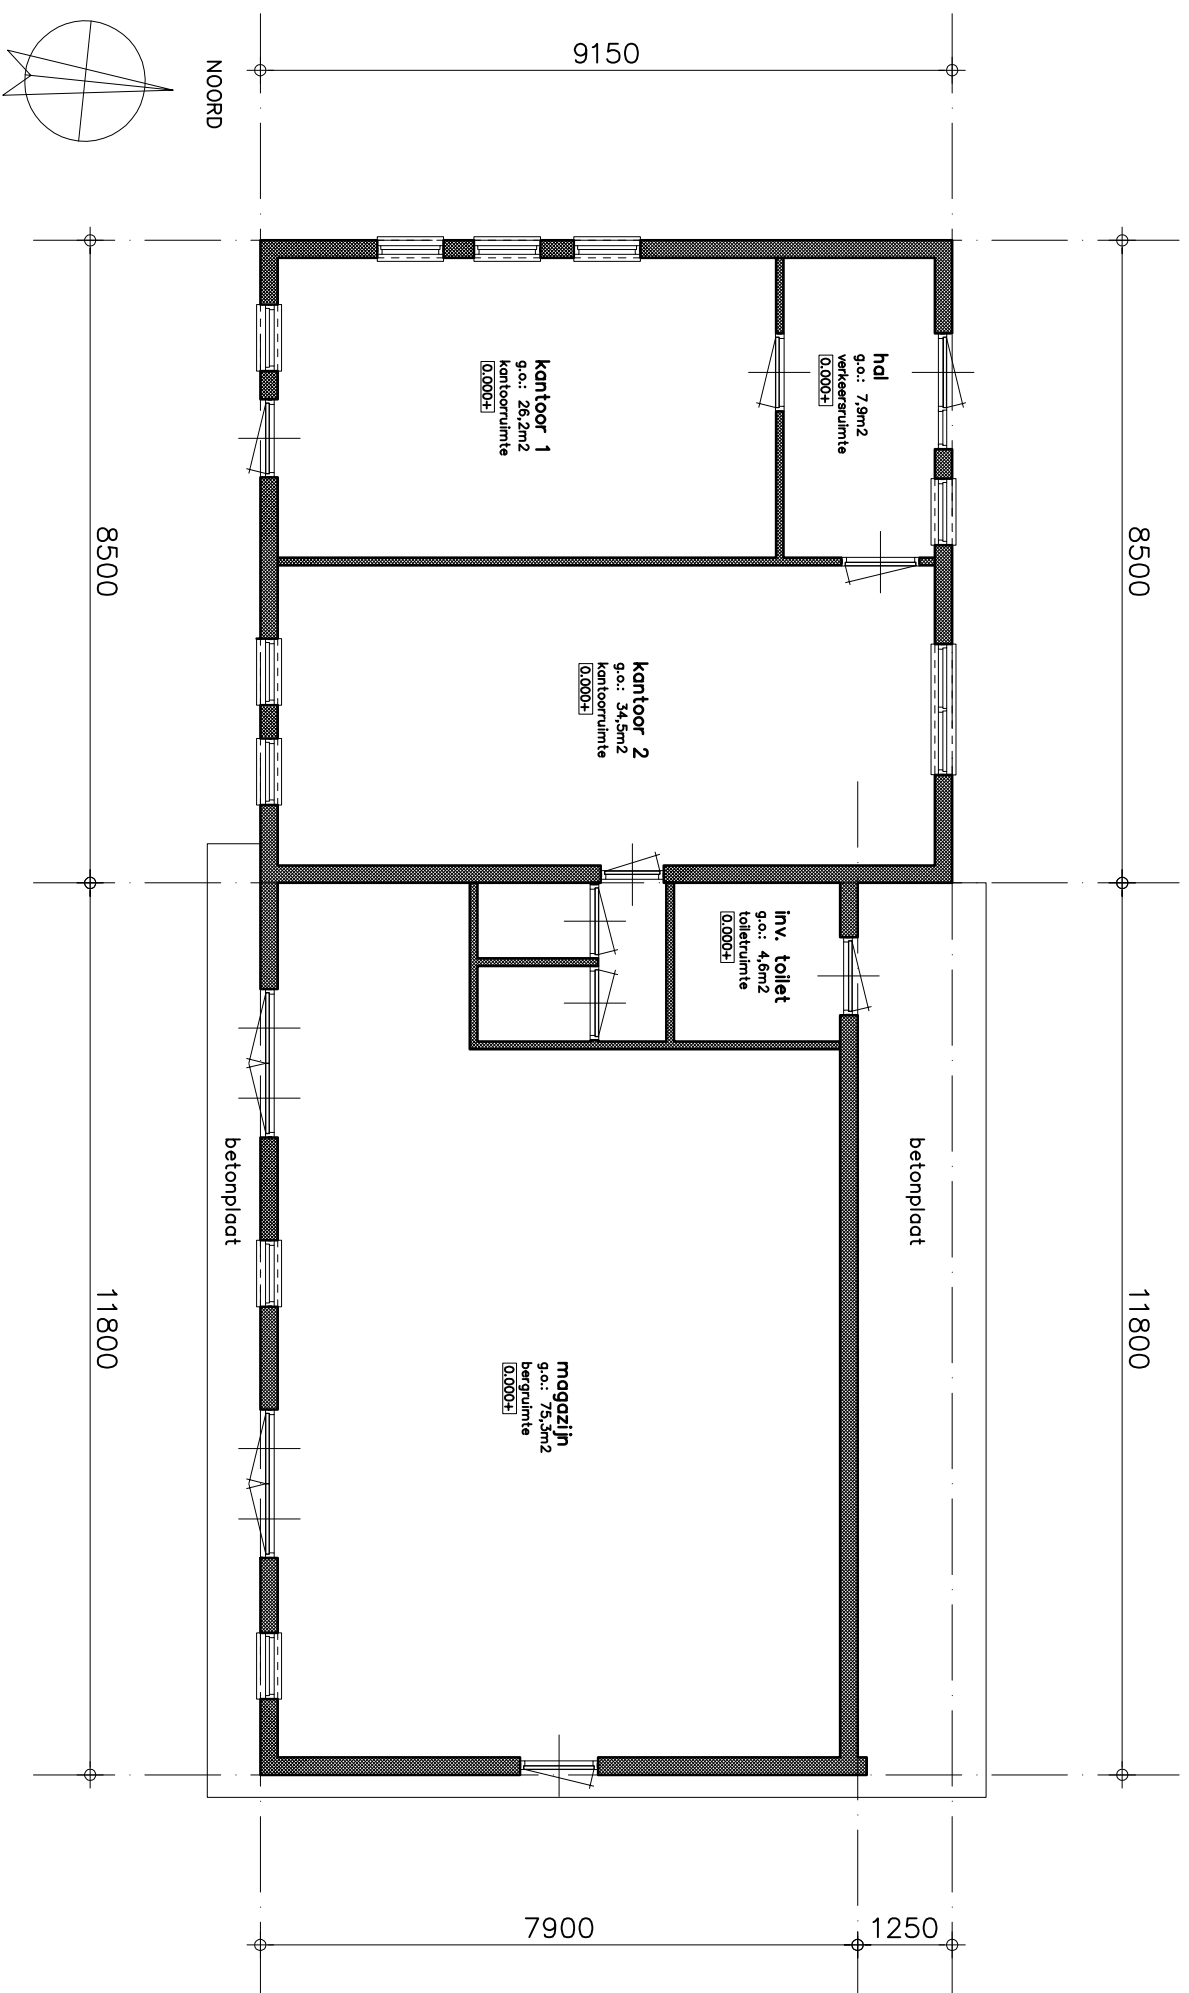 NOORD
9150
8500
11800
hal
g.o.: 7,9m2
verkeersruimte
0.000+
kantoor 1
g.o.: 26,2m2
kantoorruimte
0.000+
kantoor 2
g.o.: 34,5m2
kantoorruimte
0.000+
inv. toilet
g.o.: 4,6m2
toiletruimte
0.000+
betonplaat
magazijn
g.o.: 75,3m2
bergruimte
0.000+
betonplaat
8500
11800
1250
7900